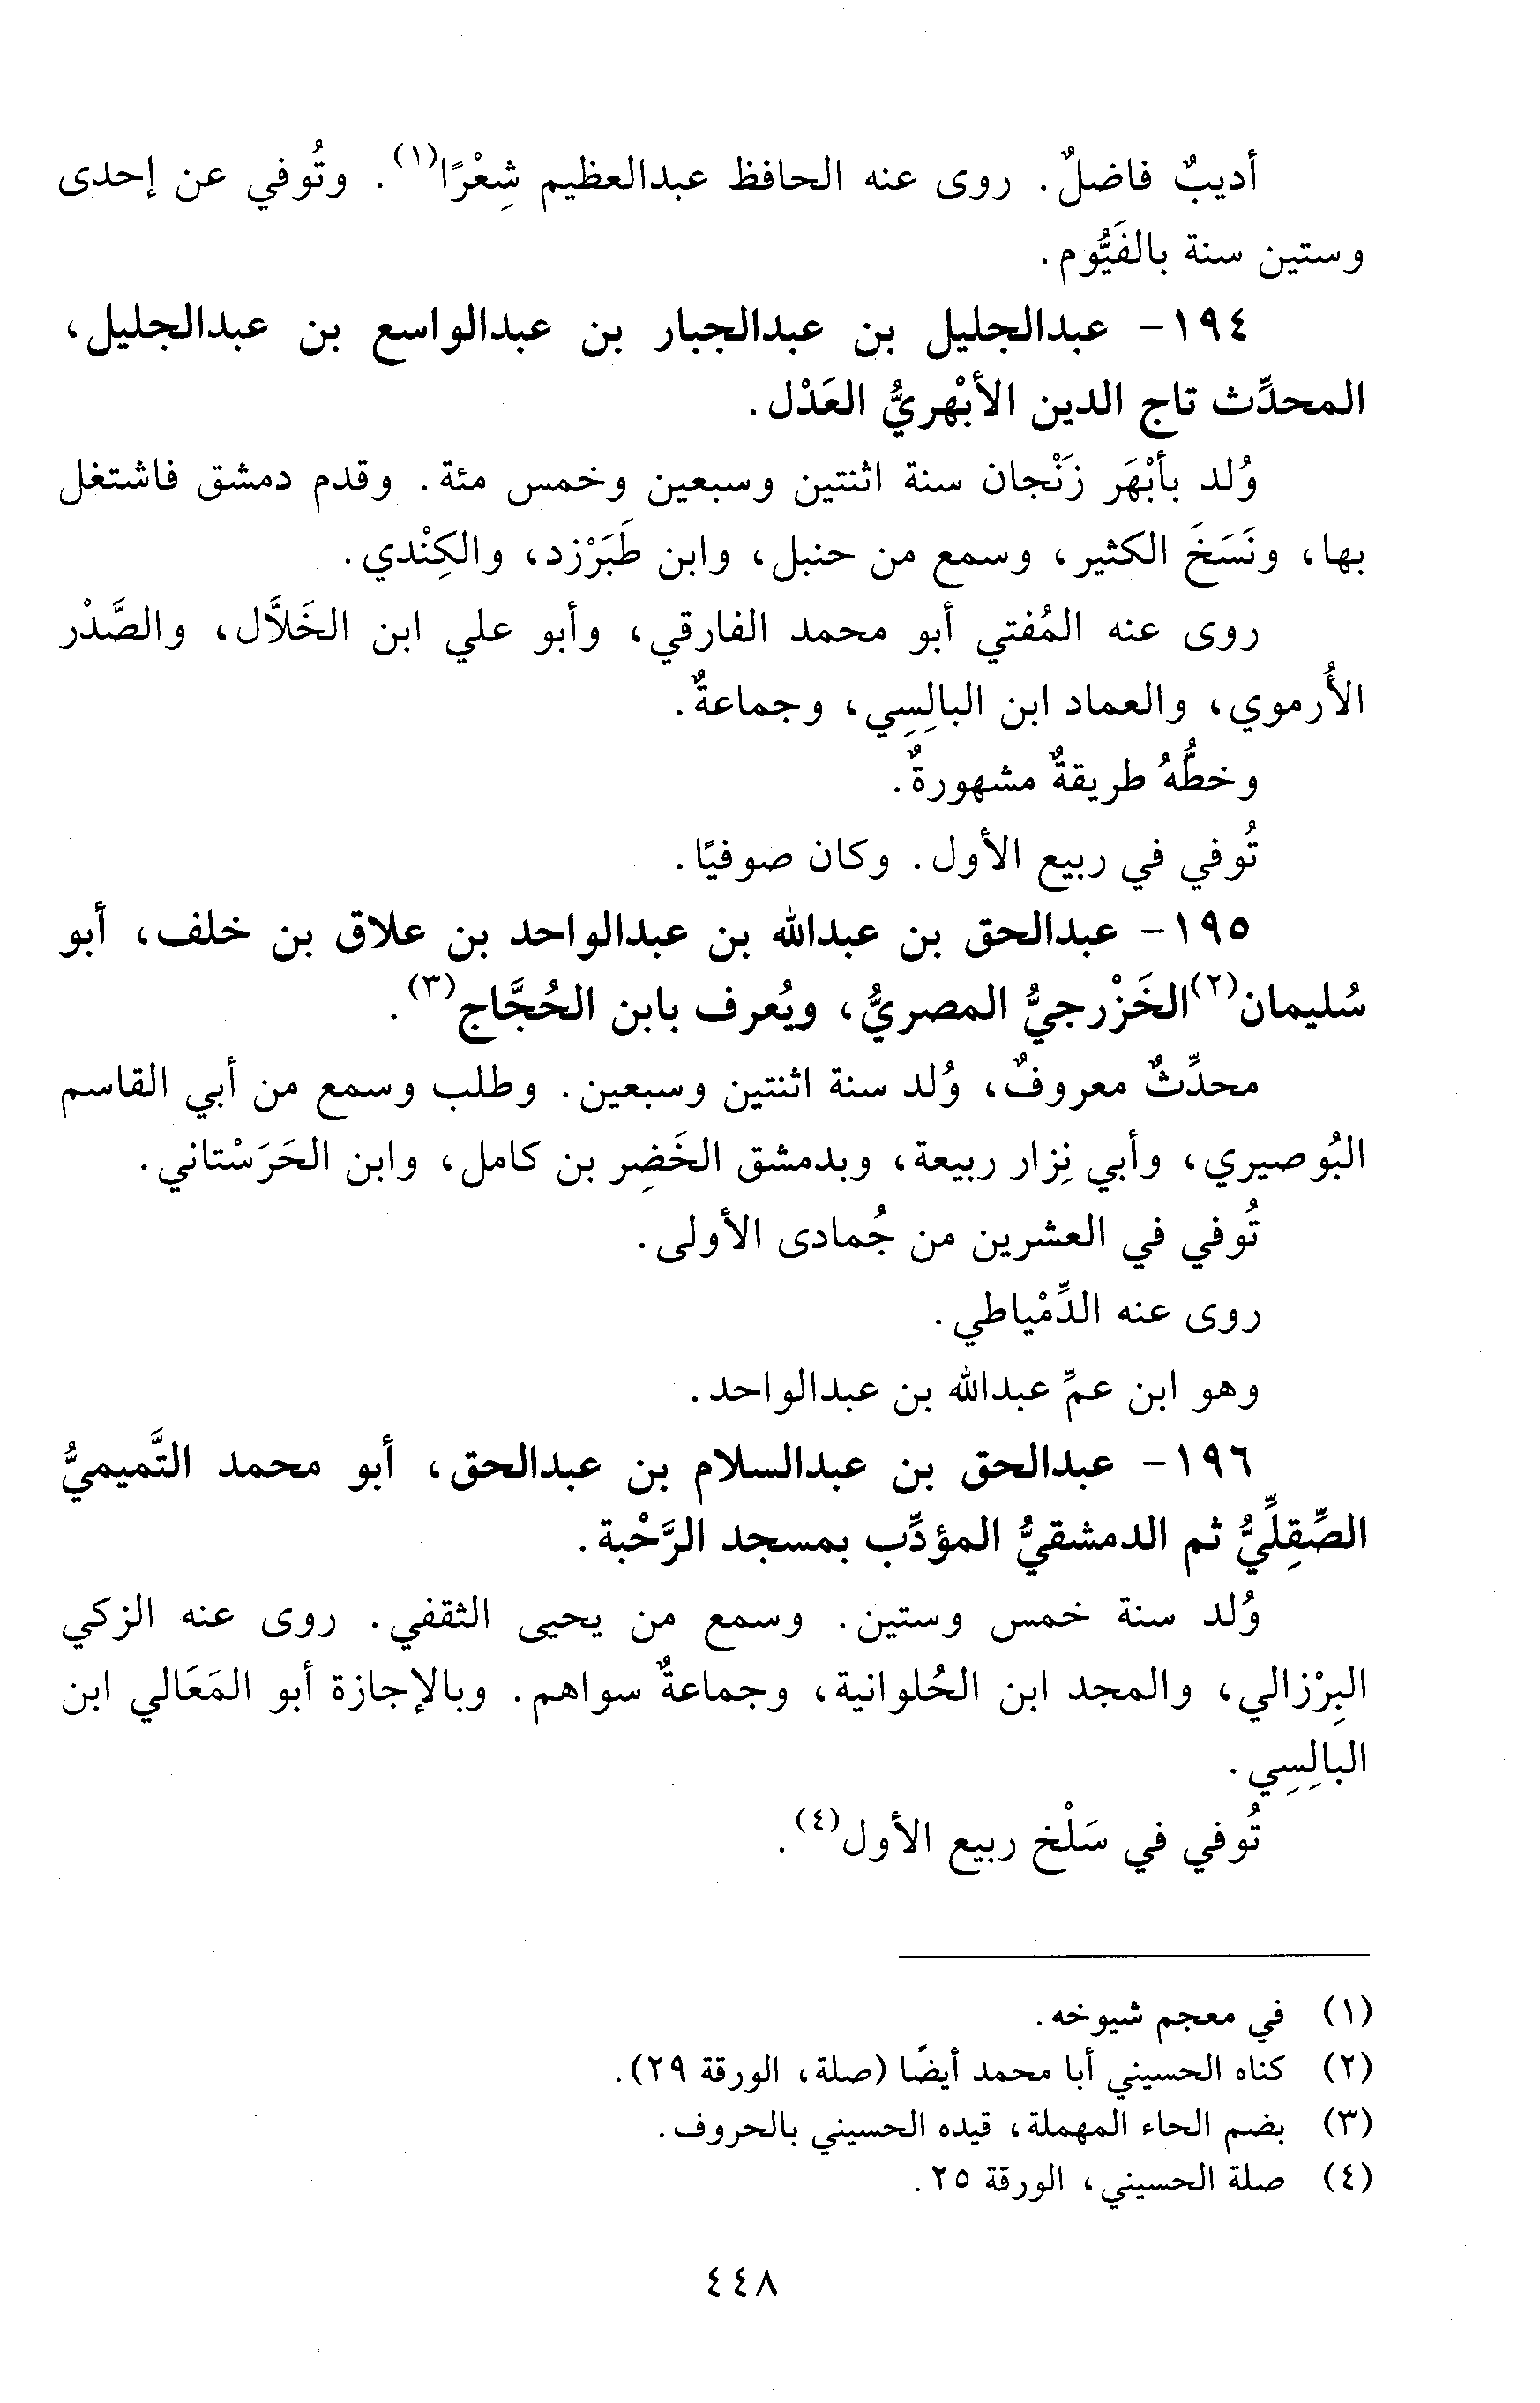 أديبٌ فاضلٌ. روى عنه الحافظ عبدالعظيم شِعْرًا(١). وتُوفي عن إحدى
وستين سنة بالفَيُّوم.
١٩٤- عبدالجليل بن عبدالجبار بن عبدالواسع بن عبدالجليل،
المحدِّث تاج الدين الأبْهريُّ العَدْل.
وُلد بأبْهَر زَنْجان سنة اثنتين وسبعين وخمس مئة. وقدم دمشق فاشتغل
بها، ونَسَخَ الكثير، وسمع من حنبل، وابن طَبَرْزد، والكِنْدي.
روى عنه المُفتي أبو محمد الفارقي، وأبو علي ابن الخَلاَّل، والصَّدْر
الأُرموي، والعماد ابن البالِسِي، وجماعةٌ.
وخطُّهُ طريقةٌ مشهورةٌ.
تُوفي في ربيع الأول. وكان صوفيًا.
١٩٥- عبدالحق بن عبدالله بن عبدالواحد بن علاق بن خلف، أبو
سُليمان(٢)الخَزْرجيُّ المصريُّ، ويُعرف بابن الحُجَّاج(٣).
محدِّثٌ معروفٌ، وُلد سنة اثنتين وسبعين. وطلب وسمع من أبي القاسم
البُوصيري، وأبي نِزار ربيعة، وبدمشق الخَضِر بن كامل، وابن الحَرَسْتاني.
تُوفي في العشرين من جُمادى الأولى.
روى عنه الدِّمْياطي.
وهو ابن عمِّ عبدالله بن عبدالواحد.
١٩٦- عبدالحق بن عبدالسلام بن عبدالحق، أبو محمد التَّميميُّ
الصِّقِلِّيُّ ثم الدمشقيُّ المؤدِّب بمسجد الرَّحْبة.
وُلد سنة خمس وستين. وسمع من يحيى الثقفي. روى عنه الزكي
البِرْزالي، والمجد ابن الحُلوانية، وجماعةٌ سواهم. وبالإجازة أبو المَعَالي ابن
البالِسِي.
تُوفي في سَلْخ ربيع الأول(٤).
(١) في معجم شيوخه.
(٢) كناه الحسيني أبا محمد أيضًا (صلة، الورقة ٢٩).
(٣) بضم الحاء المهملة، قيده الحسيني بالحروف.
(٤) صلة الحسيني، الورقة ٢٥.
٤٤٨